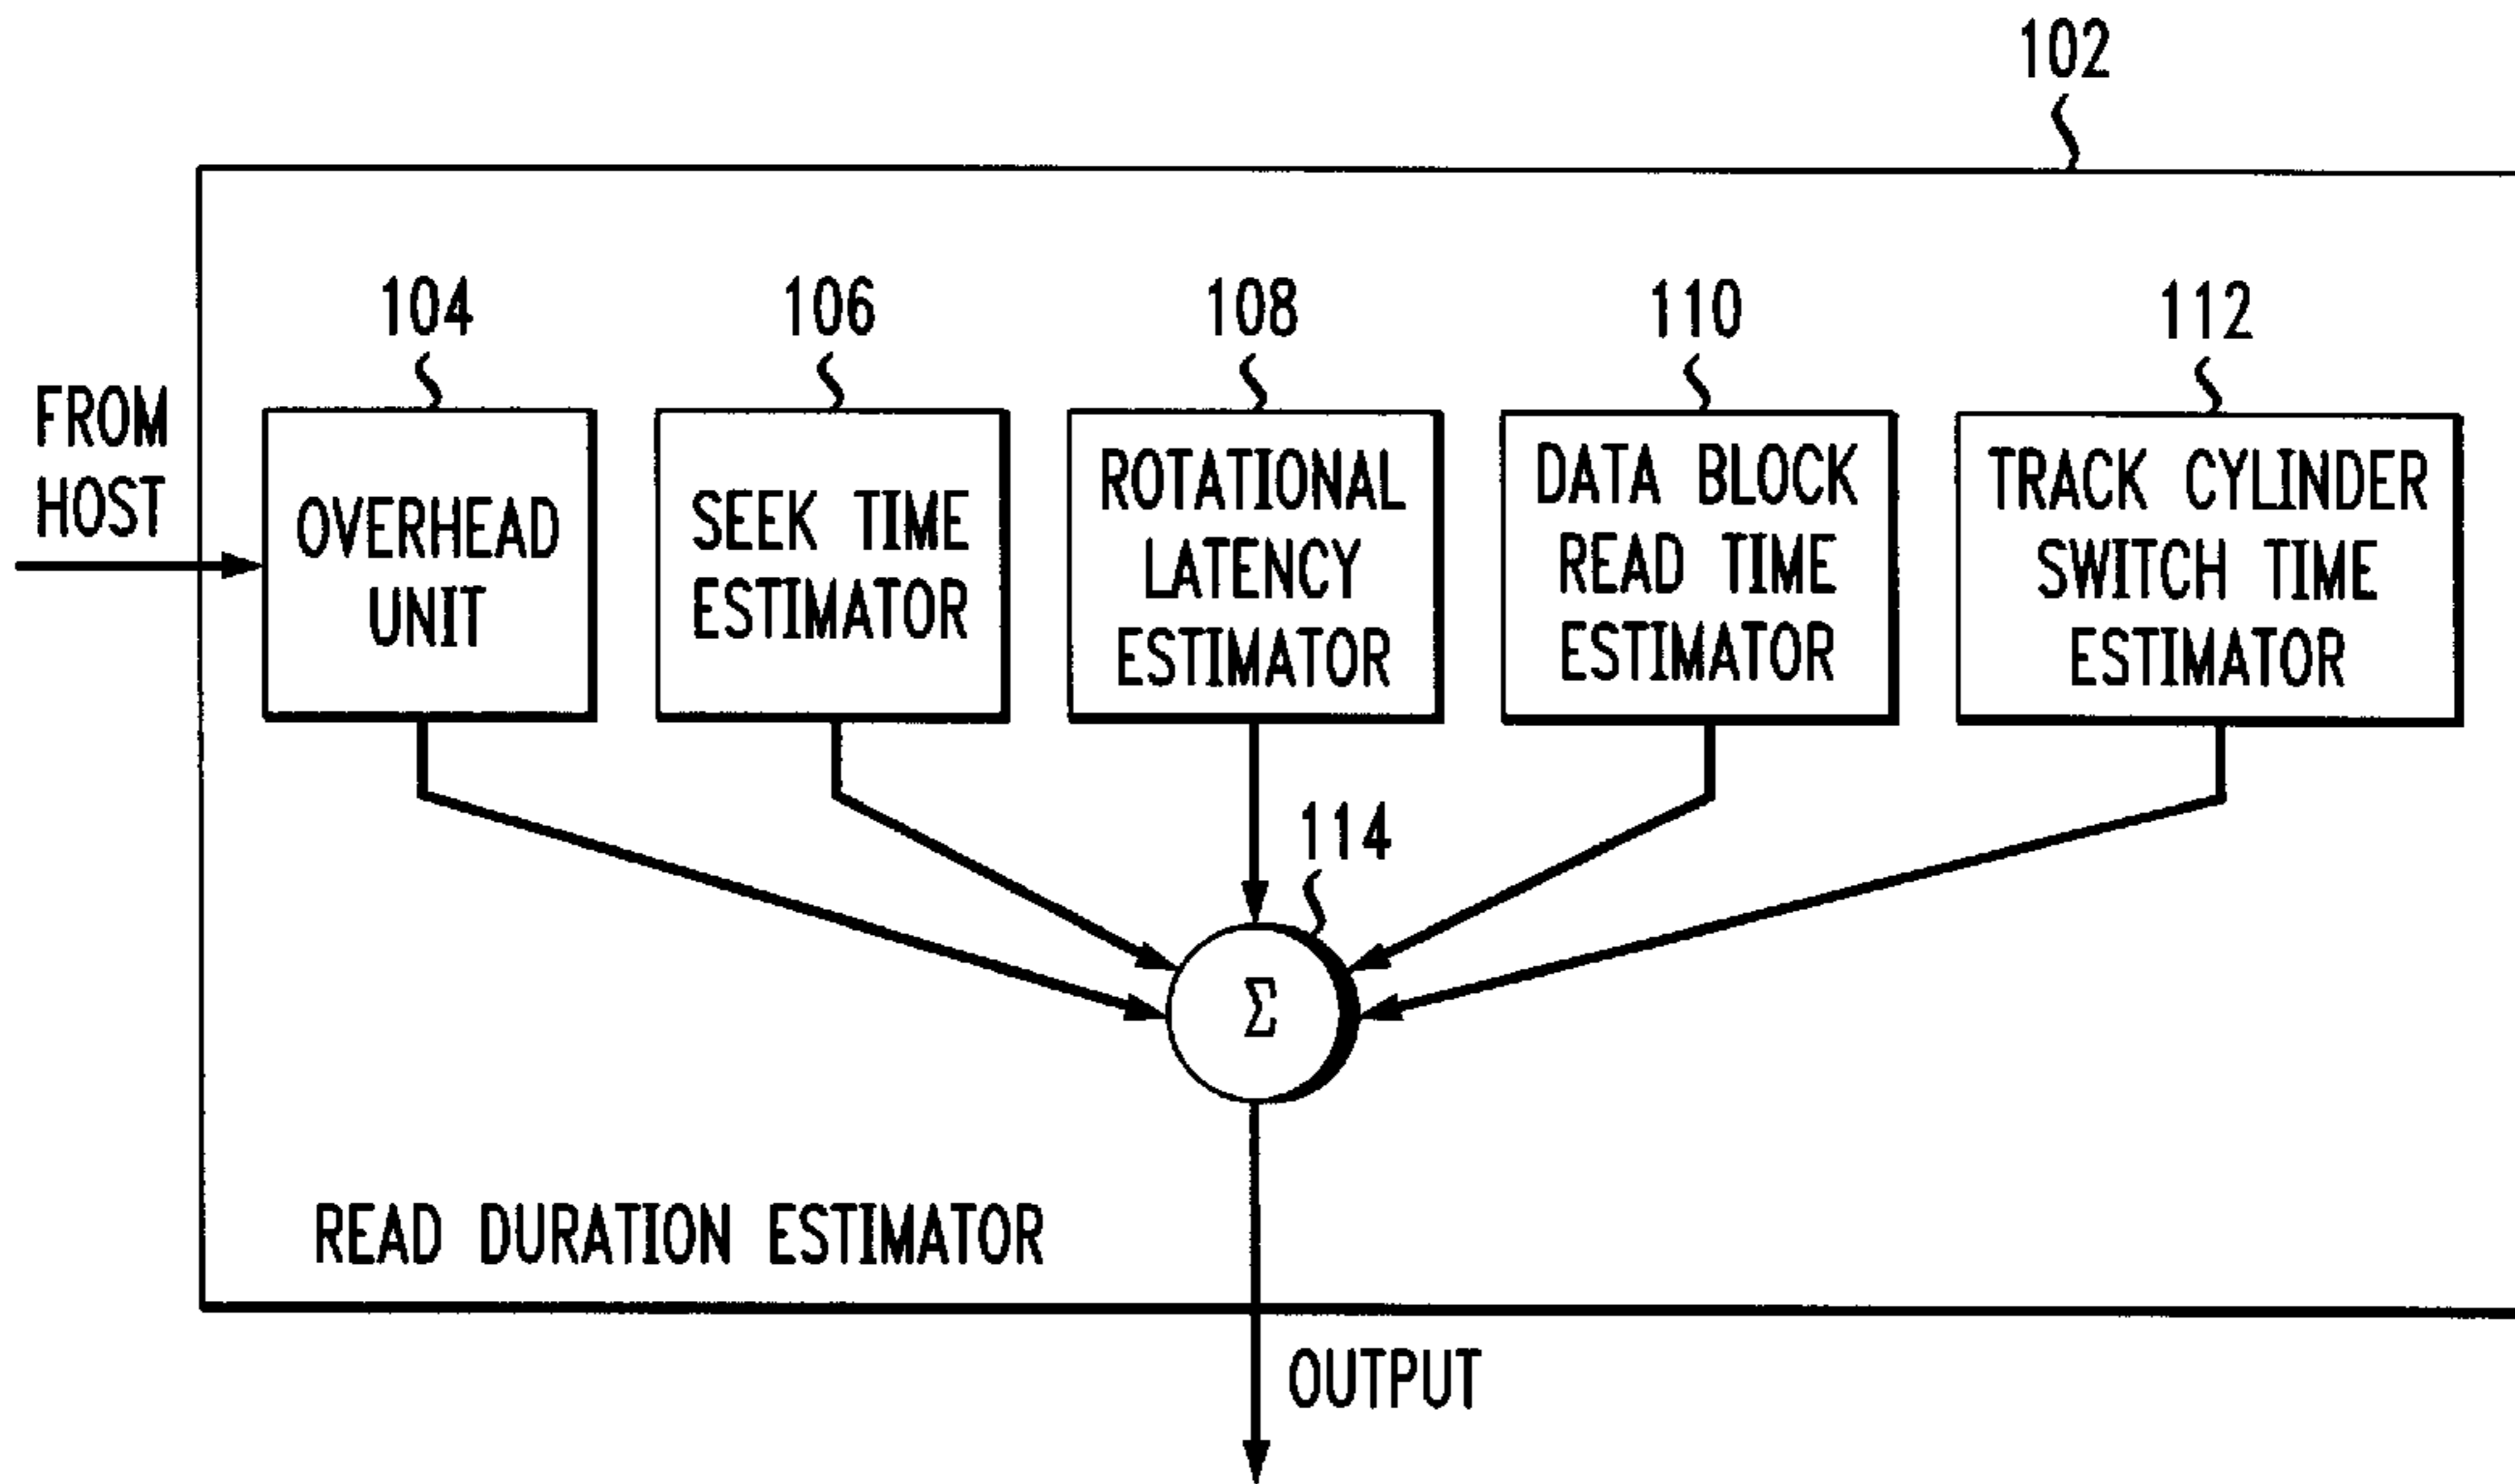 102
104
106
108
110
112
FROM
HOST
OVERHEAD
UNIT
SEEK TIME
ESTIMATOR
ROTATIONAL
LATENCY
ESTIMATOR
DATA BLOCK
READ TIME
ESTIMATOR
TRACK CYLINDER
SWITCH TIME
ESTIMATOR
114
Σ
READ DURATION ESTIMATOR
OUTPUT